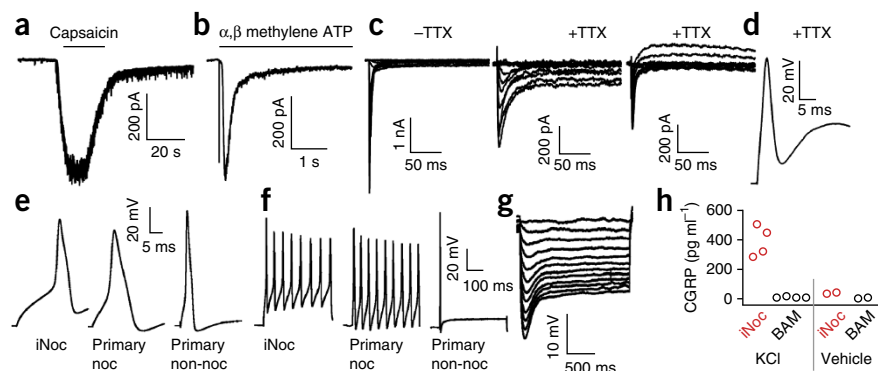 a
Capsaicin
200 pA
20 s
b
α,β methylene ATP
200 pA
1 s
c
–TTX
1 nA
50 ms
+TTX
200 pA
50 ms
+TTX
200 pA
50 ms
d
+TTX
20 mV
5 ms
e
20 mV
5 ms
iNoc
Primary
noc
Primary
non-noc
f
20 mV
100 ms
iNoc
Primary
noc
Primary
non-noc
g
10 mV
500 ms
h
CGRP (pg ml⁻¹)
600
400
200
0
iNoc
BAM
iNoc
BAM
KCl
Vehicle